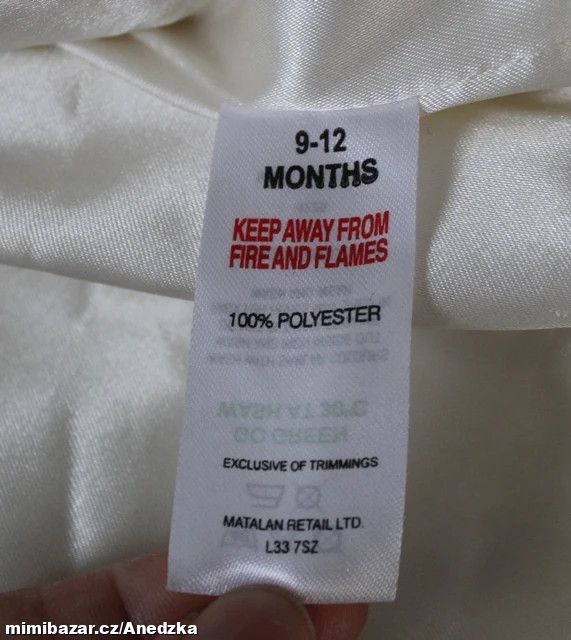 9-12
MONTHS
KEEP AWAY FROM
FIRE AND FLAMES
100% POLYESTER
WASH AT 30°C
GO GREEN
EXCLUSIVE OF TRIMMINGS
MATALAN RETAIL LTD.
L33 7SZ
mimibazar.cz/Anedzka